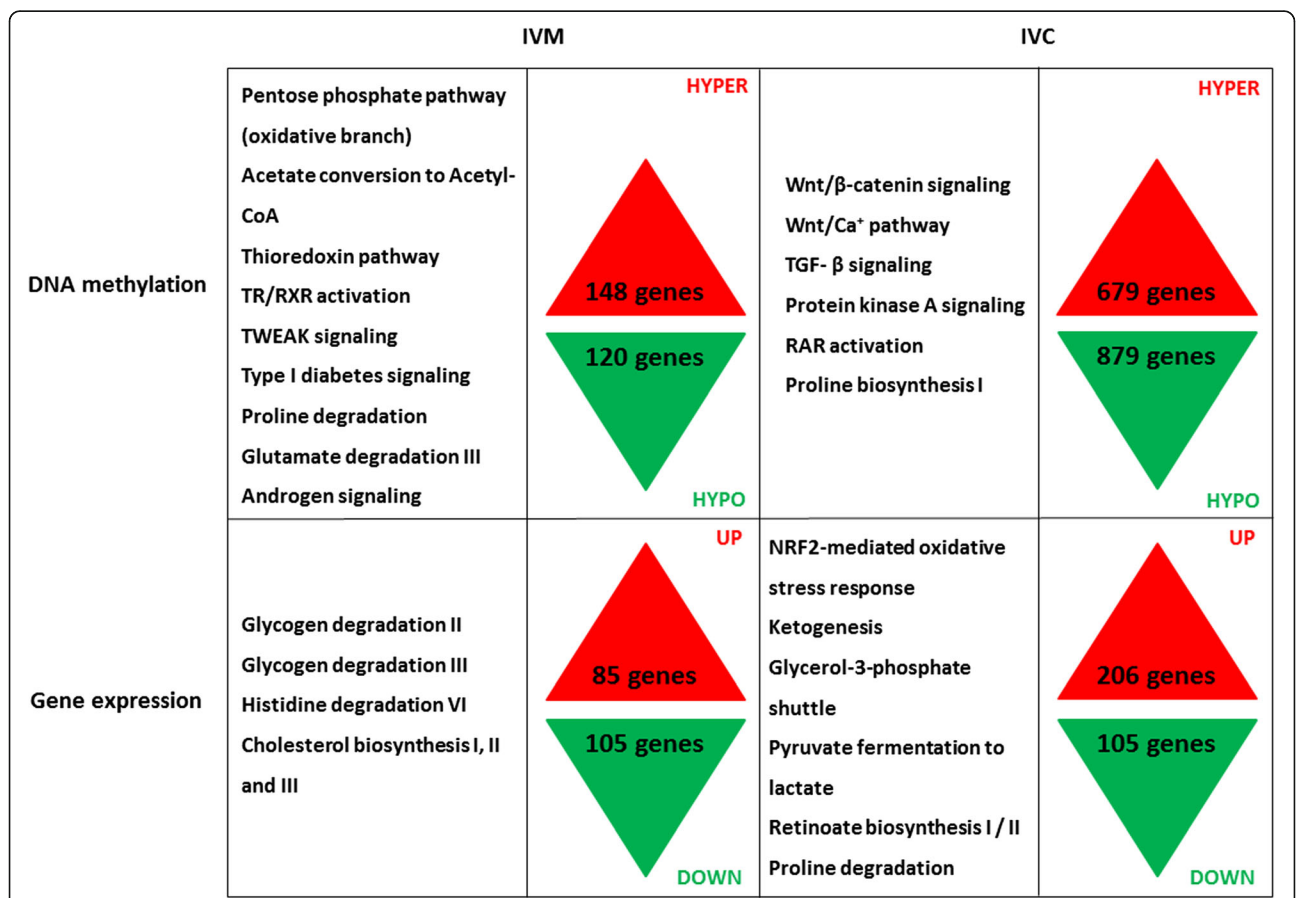 IVM
IVC
DNA methylation
Pentose phosphate pathway
(oxidative branch)
Acetate conversion to Acetyl-
CoA
Thioredoxin pathway
TR/RXR activation
TWEAK signaling
Type I diabetes signaling
Proline degradation
Glutamate degradation III
Androgen signaling
HYPER
148 genes
120 genes
HYPO
Wnt/β-catenin signaling
Wnt/Ca⁺ pathway
TGF- β signaling
Protein kinase A signaling
RAR activation
Proline biosynthesis I
HYPER
679 genes
879 genes
HYPO
Gene expression
Glycogen degradation II
Glycogen degradation III
Histidine degradation VI
Cholesterol biosynthesis I, II
and III
UP
85 genes
105 genes
DOWN
NRF2-mediated oxidative
stress response
Ketogenesis
Glycerol-3-phosphate
shuttle
Pyruvate fermentation to
lactate
Retinoate biosynthesis I / II
Proline degradation
UP
206 genes
105 genes
DOWN